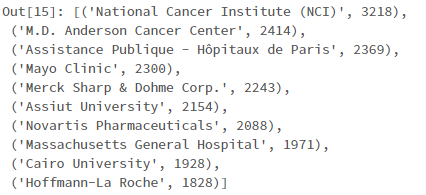 Out[15]: [('National Cancer Institute (NCI)', 3218),
('M.D. Anderson Cancer Center', 2414),
('Assistance Publique - Hôpitaux de Paris', 2369),
('Mayo Clinic', 2300),
('Merck Sharp & Dohme Corp.', 2243),
('Assiut University', 2154),
('Novartis Pharmaceuticals', 2088),
('Massachusetts General Hospital', 1971),
('Cairo University', 1928),
('Hoffmann-La Roche', 1828)]